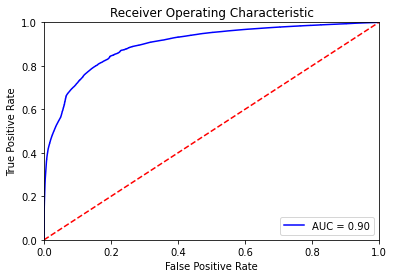 Receiver Operating Characteristic
True Positive Rate
1.0
0.8
0.6
0.4
0.2
0.0
AUC = 0.90
0.0 0.2 0.4 0.6 0.8 1.0
False Positive Rate